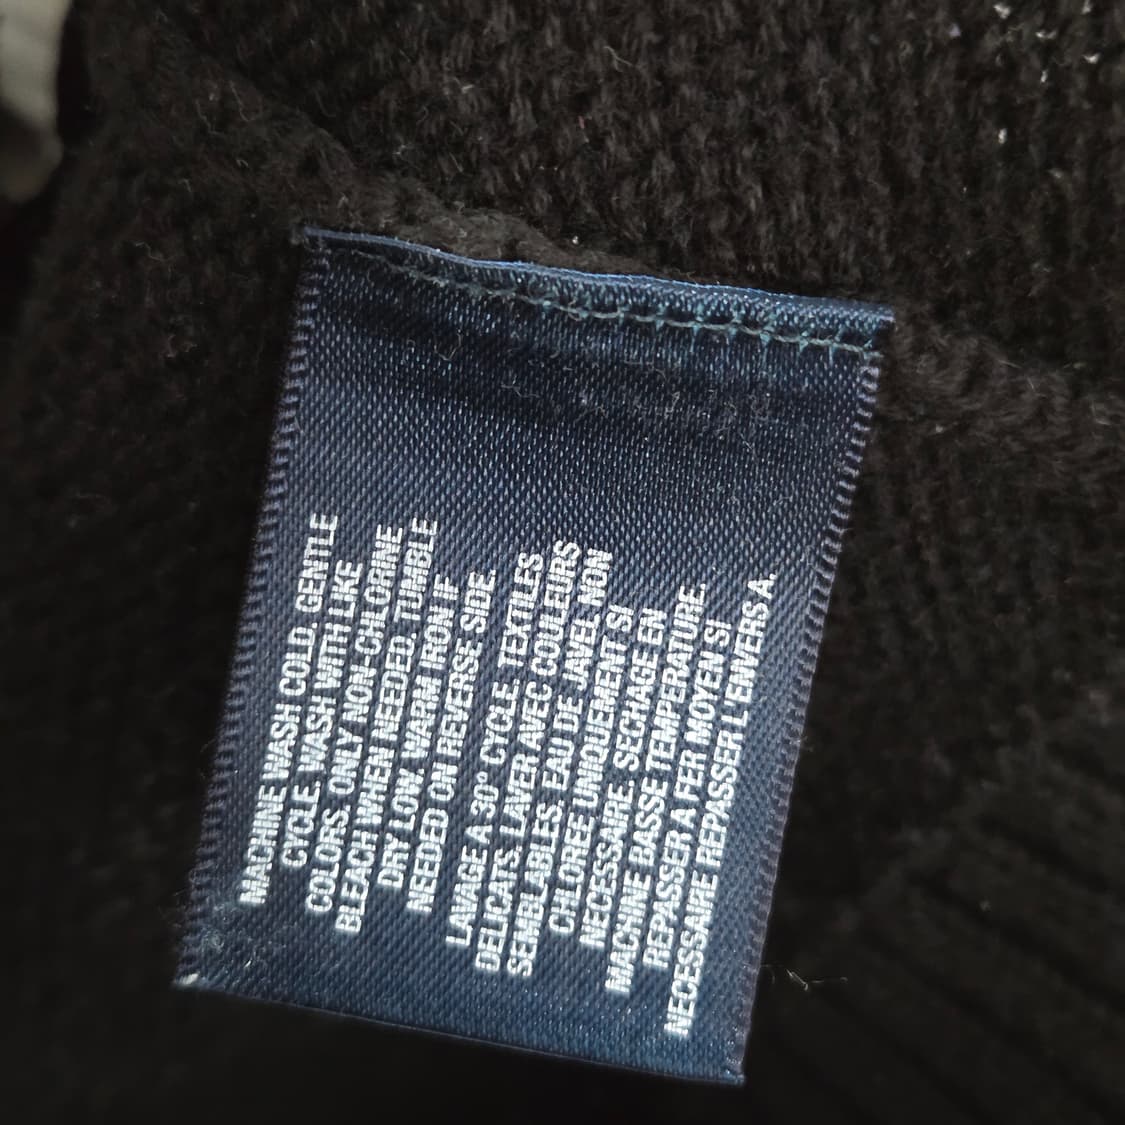 MACHINE WASH COLD. GENTLE
CYCLE. WASH WITH LIKE
COLORS. ONLY NON-CHLORINE
BLEACH WHEN NEEDED. TUMBLE
DRY LOW. WARM IRON IF
NEEDED ON REVERSE SIDE.
LAVAGE A 30° CYCLE TEXTILES
DELICATS. LAVER AVEC COULEURS
SEMBLABLES. EAU DE JAVEL NON
CHLOREE UNIQUEMENT SI
NECESSAIRE. SECHAGE EN
MACHINE BASSE TEMPERATURE.
REPASSER A FER MOYEN SI
NECESSAIRE REPASSER L'ENVERS A.